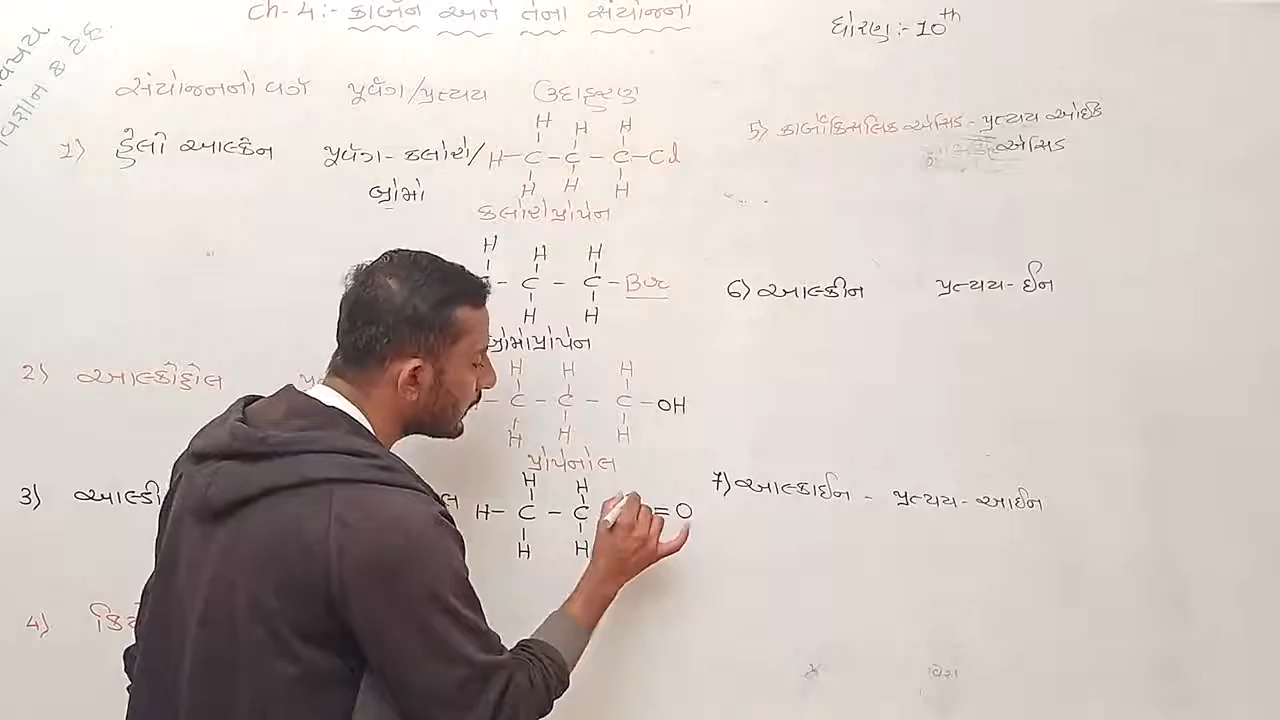 Ch-4:- કાર્બન અને તેના સંયોજનો
ધોરણ:- 10th
વિજ્ઞાન & ટેક.
સંયોજનનો વર્ગ પૂર્વગ/પ્રત્યય ઉદાહરણ
1) હેલો આલ્કેન પૂર્વગ- ક્લોરો/
બ્રોમો
H H H
H-C-C-C-Cl
H H H
ક્લોરોપ્રોપેન
H H H
-C-C-Br
H H
બ્રોમોપ્રોપેન
2) આલ્કોહોલ
H H H
-C-C-C-OH
H H H
પ્રોપેનોલ
3) આલ્ડી
H H
H-C-C =O
H H
4)
5) કાર્બોક્સિલિક એસિડ- પ્રત્યય ઓઇક
એસિડ
6) આલ્કીન પ્રત્યય- ઈન
7) આલ્કાઈન - પ્રત્યય- આઈન